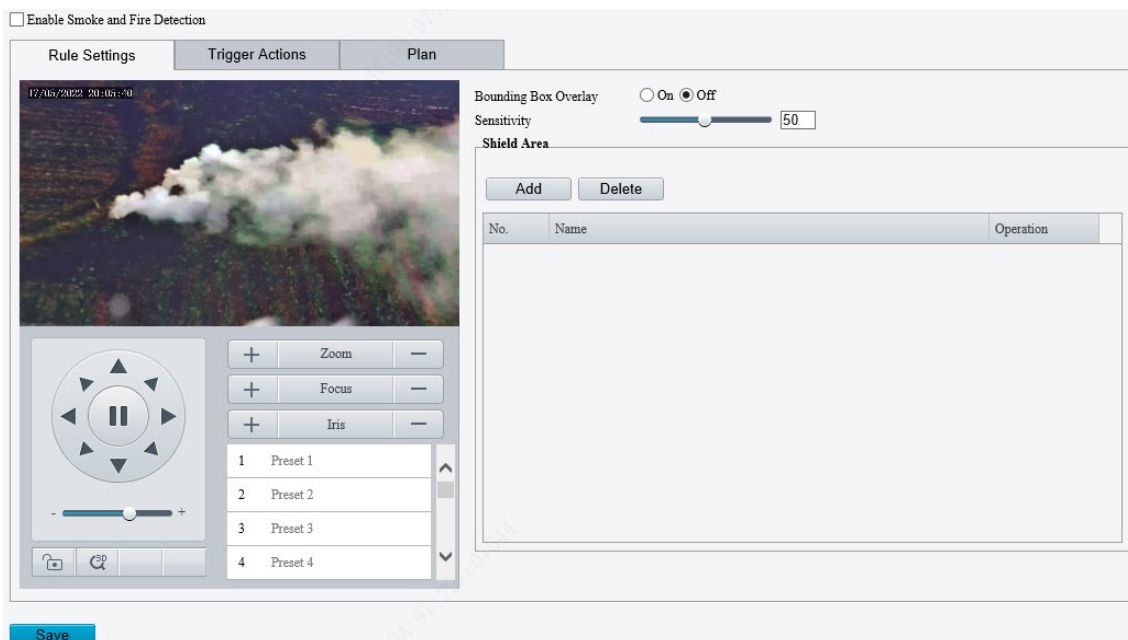 Enable Smoke and Fire Detection
Rule Settings
Trigger Actions
Plan
17/05/2022 20:05:40
Bounding Box Overlay
On
Off
Sensitivity
50
Shield Area
Add
Delete
No.
Name
Operation
+ Zoom −
+ Focus −
+ Iris −
1 Preset 1
2 Preset 2
3 Preset 3
4 Preset 4
- +
3D
Save